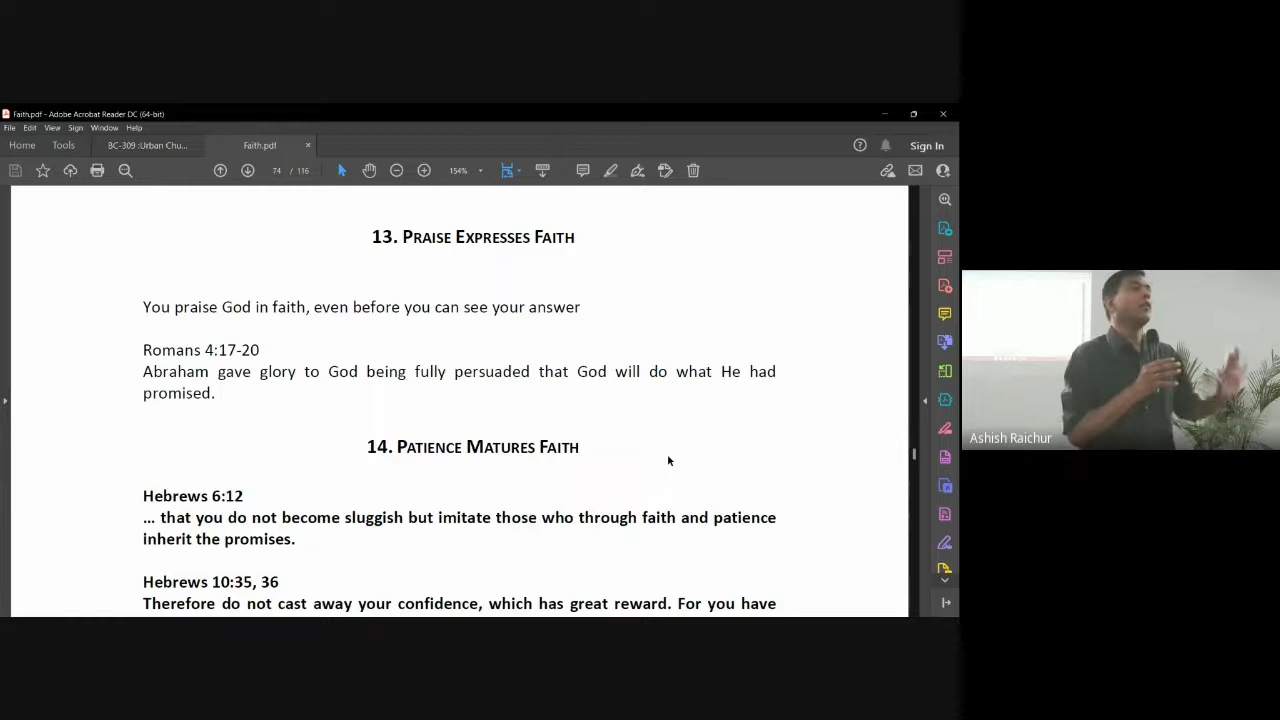 Faith.pdf - Adobe Acrobat Reader DC (64-bit)
File Edit View Sign Window Help
Home Tools BC-309 :Urban Chu... Faith.pdf × Sign In
74 / 116 154%
13. PRAISE EXPRESSES FAITH
You praise God in faith, even before you can see your answer
Romans 4:17-20
Abraham gave glory to God being fully persuaded that God will do what He had
promised.
14. PATIENCE MATURES FAITH
Hebrews 6:12
… that you do not become sluggish but imitate those who through faith and patience
inherit the promises.
Hebrews 10:35, 36
Therefore do not cast away your confidence, which has great reward. For you have
Ashish Raichur